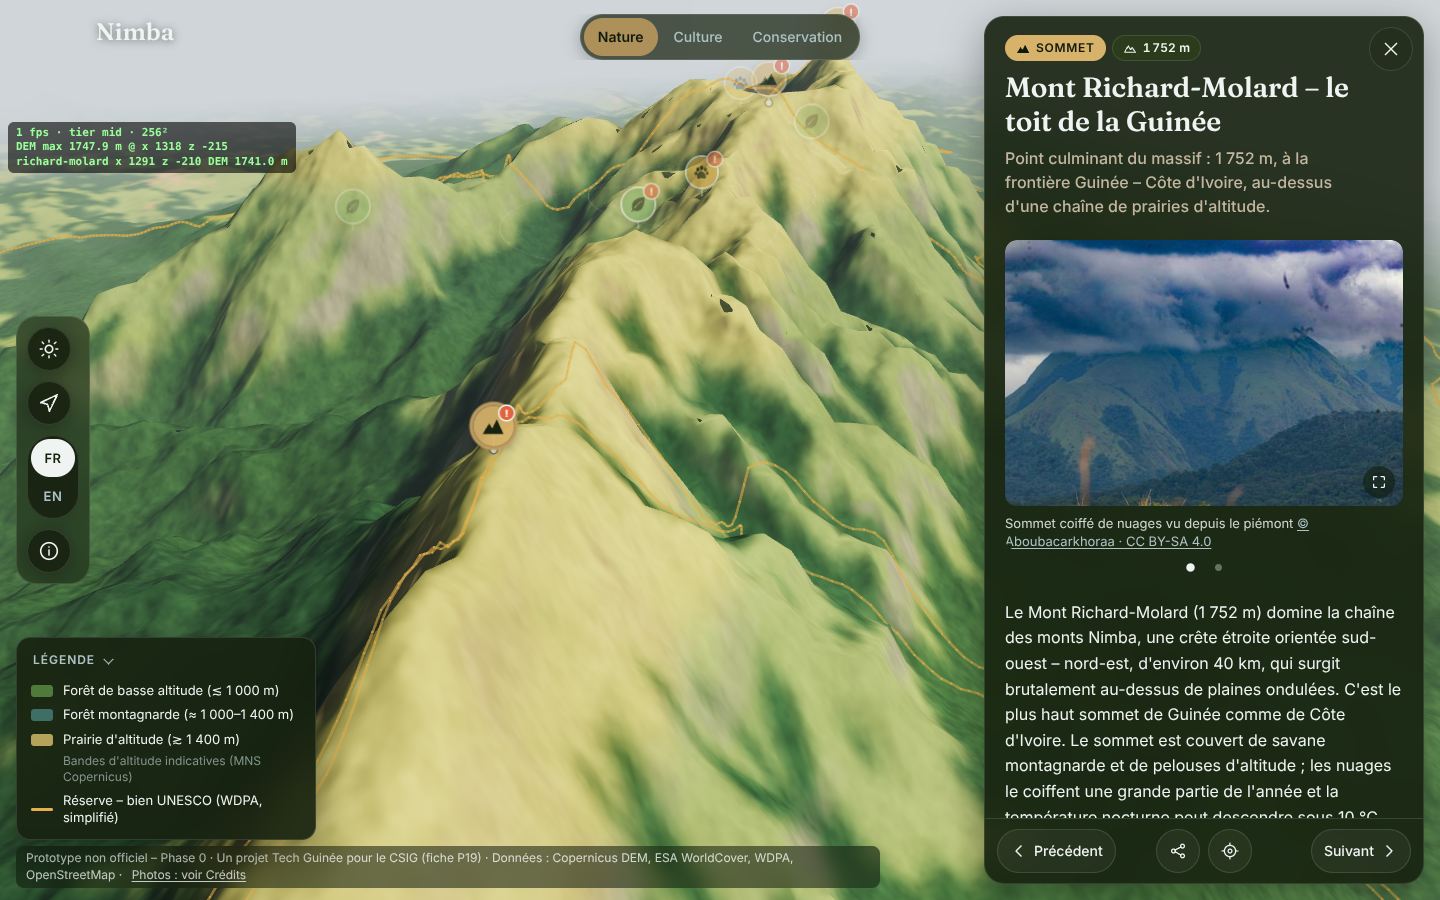 Nimba
Nature
Culture
Conservation
1 fps · tier mid · 256²
DEM max 1747.9 m @ x 1318 z -215
richard-molard x 1291 z -210 DEM 1741.0 m
FR
EN
LÉGENDE
Forêt de basse altitude (≤ 1 000 m)
Forêt montagnarde (≈ 1 000–1 400 m)
Prairie d'altitude (≥ 1 400 m)
Bandes d'altitude indicatives (MNS
Copernicus)
Réserve – bien UNESCO (WDPA,
simplifié)
Prototype non officiel – Phase 0 · Un projet Tech Guinée pour le CSIG (fiche P19) · Données : Copernicus DEM, ESA WorldCover, WDPA,
OpenStreetMap · Photos : voir Crédits
SOMMET
1 752 m
Mont Richard-Molard – le
toit de la Guinée
Point culminant du massif : 1 752 m, à la
frontière Guinée – Côte d'Ivoire, au-dessus
d'une chaîne de prairies d'altitude.
Sommet coiffé de nuages vu depuis le piémont ©
Aboubacarkhoraa · CC BY-SA 4.0
Le Mont Richard-Molard (1 752 m) domine la chaîne
des monts Nimba, une crête étroite orientée sud-
ouest – nord-est, d'environ 40 km, qui surgit
brutalement au-dessus de plaines ondulées. C'est le
plus haut sommet de Guinée comme de Côte
d'Ivoire. Le sommet est couvert de savane
montagnarde et de pelouses d'altitude ; les nuages
le coiffent une grande partie de l'année et la
température nocturne peut descendre sous 10 °C.
Précédent
Suivant